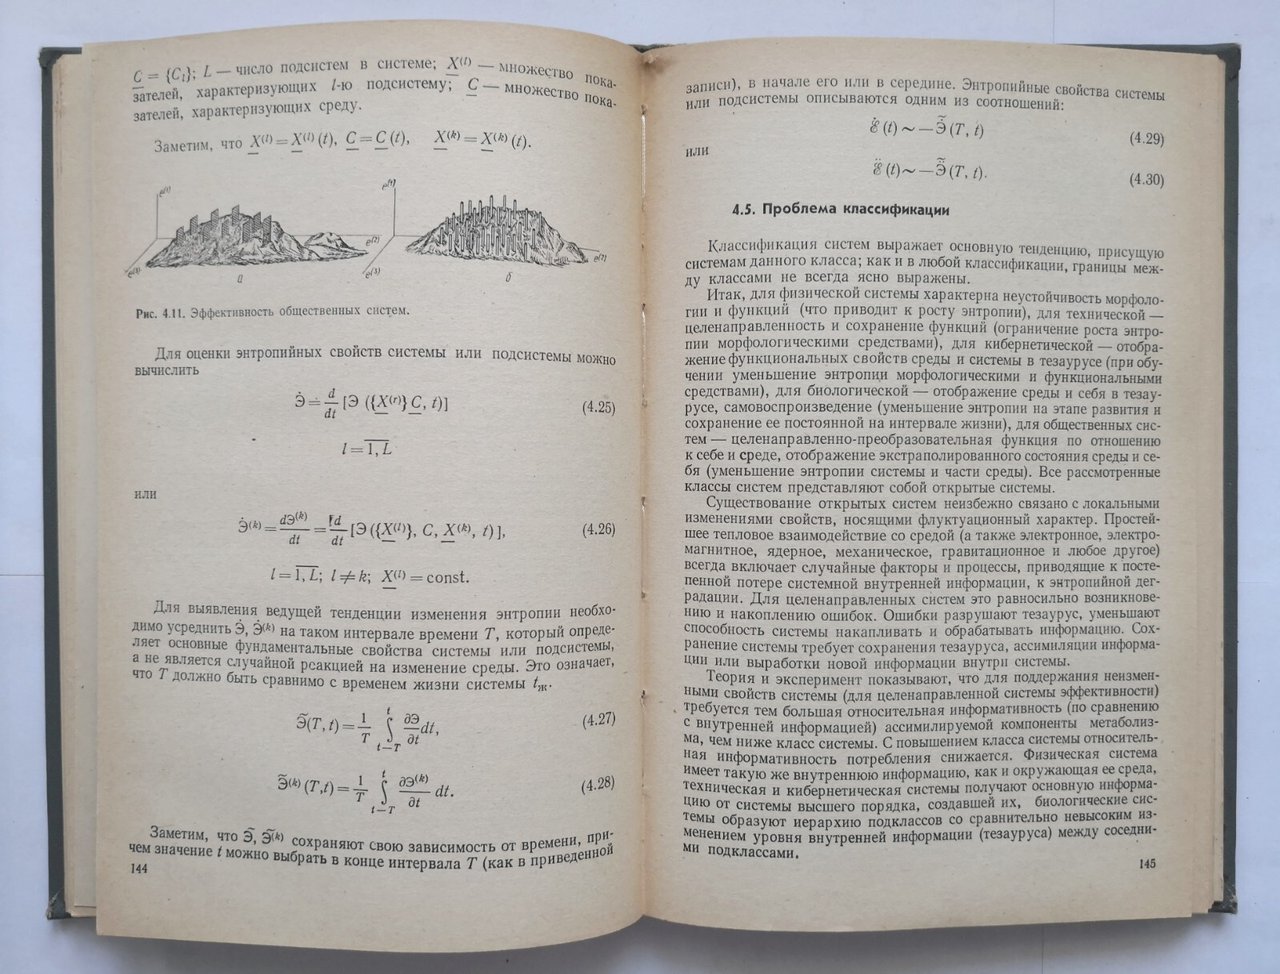 C = {Cᵢ}; L — число подсистем в системе; X⁽ˡ⁾ — множество пока-
зателей, характеризующих l-ю подсистему; C — множество пока-
зателей, характеризующих среду.
Заметим, что X⁽ˡ⁾ = X⁽ˡ⁾ (t), C = C (t), X⁽ᵏ⁾ = X⁽ᵏ⁾ (t).
e⁽¹⁾ e⁽²⁾ e⁽³⁾ а
e⁽¹⁾ e⁽²⁾ e⁽³⁾ б
Рис. 4.11. Эффективность общественных систем.
Для оценки энтропийных свойств системы или подсистемы можно
вычислить
Э̇ = d/dt [Э ({X⁽ʳ⁾} C, t)] (4.25)
l = 1, L
или
Э̇⁽ᵏ⁾ = dЭ⁽ᵏ⁾/dt = d/dt [Э ({X⁽ˡ⁾}, C, X⁽ᵏ⁾, t)], (4.26)
l = 1, L; l ≠ k; X⁽ˡ⁾ = const.
Для выявления ведущей тенденции изменения энтропии необхо-
димо усреднить Э̇, Э̇⁽ᵏ⁾ на таком интервале времени T, который опреде-
ляет основные фундаментальные свойства системы или подсистемы,
а не является случайной реакцией на изменение среды. Это означает,
что T должно быть сравнимо с временем жизни системы tж.
Э̃(T, t) = 1/T ∫ₜ₋ₜᵗ ∂Э/∂t dt, (4.27)
Э̃⁽ᵏ⁾ (T,t) = 1/T ∫ₜ₋ₜᵗ ∂Э⁽ᵏ⁾/∂t dt. (4.28)
Заметим, что Э̃, Э̃⁽ᵏ⁾ сохраняют свою зависимость от времени, при-
чем значение t можно выбрать в конце интервала T (как в приведенной
144
записи), в начале его или в середине. Энтропийные свойства системы
или подсистемы описываются одним из соотношений:
ℰ̇ (t) ~ — Э̃ (T, t) (4.29)
или
ℰ̈ (t) ~ — Э̃ (T, t). (4.30)
4.5. Проблема классификации
Классификация систем выражает основную тенденцию, присущую
системам данного класса; как и в любой классификации, границы меж-
ду классами не всегда ясно выражены.
Итак, для физической системы характерна неустойчивость морфоло-
гии и функций (что приводит к росту энтропии), для технической —
целенаправленность и сохранение функций (ограничение роста энтро-
пии морфологическими средствами), для кибернетической — отобра-
жение функциональных свойств среды и системы в тезаурусе (при обу-
чении уменьшение энтропии морфологическими и функциональными
средствами), для биологической — отображение среды и себя в тезау-
русе, самовоспроизведение (уменьшение энтропии на этапе развития и
сохранение ее постоянной на интервале жизни), для общественных сис-
тем — целенаправленно-преобразовательная функция по отношению
к себе и среде, отображение экстраполированного состояния среды и се-
бя (уменьшение энтропии системы и части среды). Все рассмотренные
классы систем представляют собой открытые системы.
Существование открытых систем неизбежно связано с локальными
изменениями свойств, носящими флуктуационный характер. Простей-
шее тепловое взаимодействие со средой (а также электронное, электро-
магнитное, ядерное, механическое, гравитационное и любое другое)
всегда включает случайные факторы и процессы, приводящие к посте-
пенной потере системной внутренней информации, к энтропийной дег-
радации. Для целенаправленных систем это равносильно возникнове-
нию и накоплению ошибок. Ошибки разрушают тезаурус, уменьшают
способность системы накапливать и обрабатывать информацию. Сох-
ранение системы требует сохранения тезауруса, ассимиляции информа-
ции или выработки новой информации внутри системы.
Теория и эксперимент показывают, что для поддержания неизмен-
ными свойств системы (для целенаправленной системы эффективности)
требуется тем большая относительная информативность (по сравнению
с внутренней информацией) ассимилируемой компоненты метаболиз-
ма, чем ниже класс системы. С повышением класса системы относитель-
ная информативность потребления снижается. Физическая система
имеет такую же внутреннюю информацию, как и окружающая ее среда,
техническая и кибернетическая системы получают основную информа-
цию от системы высшего порядка, создавшей их, биологические сис-
темы образуют иерархию подклассов со сравнительно невысоким из-
менением уровня внутренней информации (тезауруса) между соседни-
ми подклассами.
145